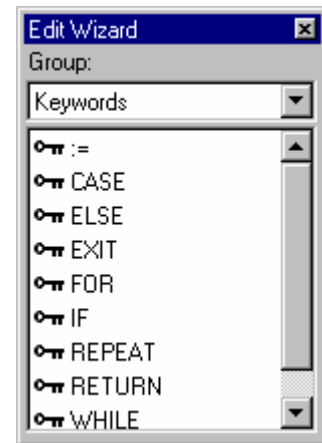 Edit Wizard
Group:
Keywords
:=
CASE
ELSE
EXIT
FOR
IF
REPEAT
RETURN
WHILE